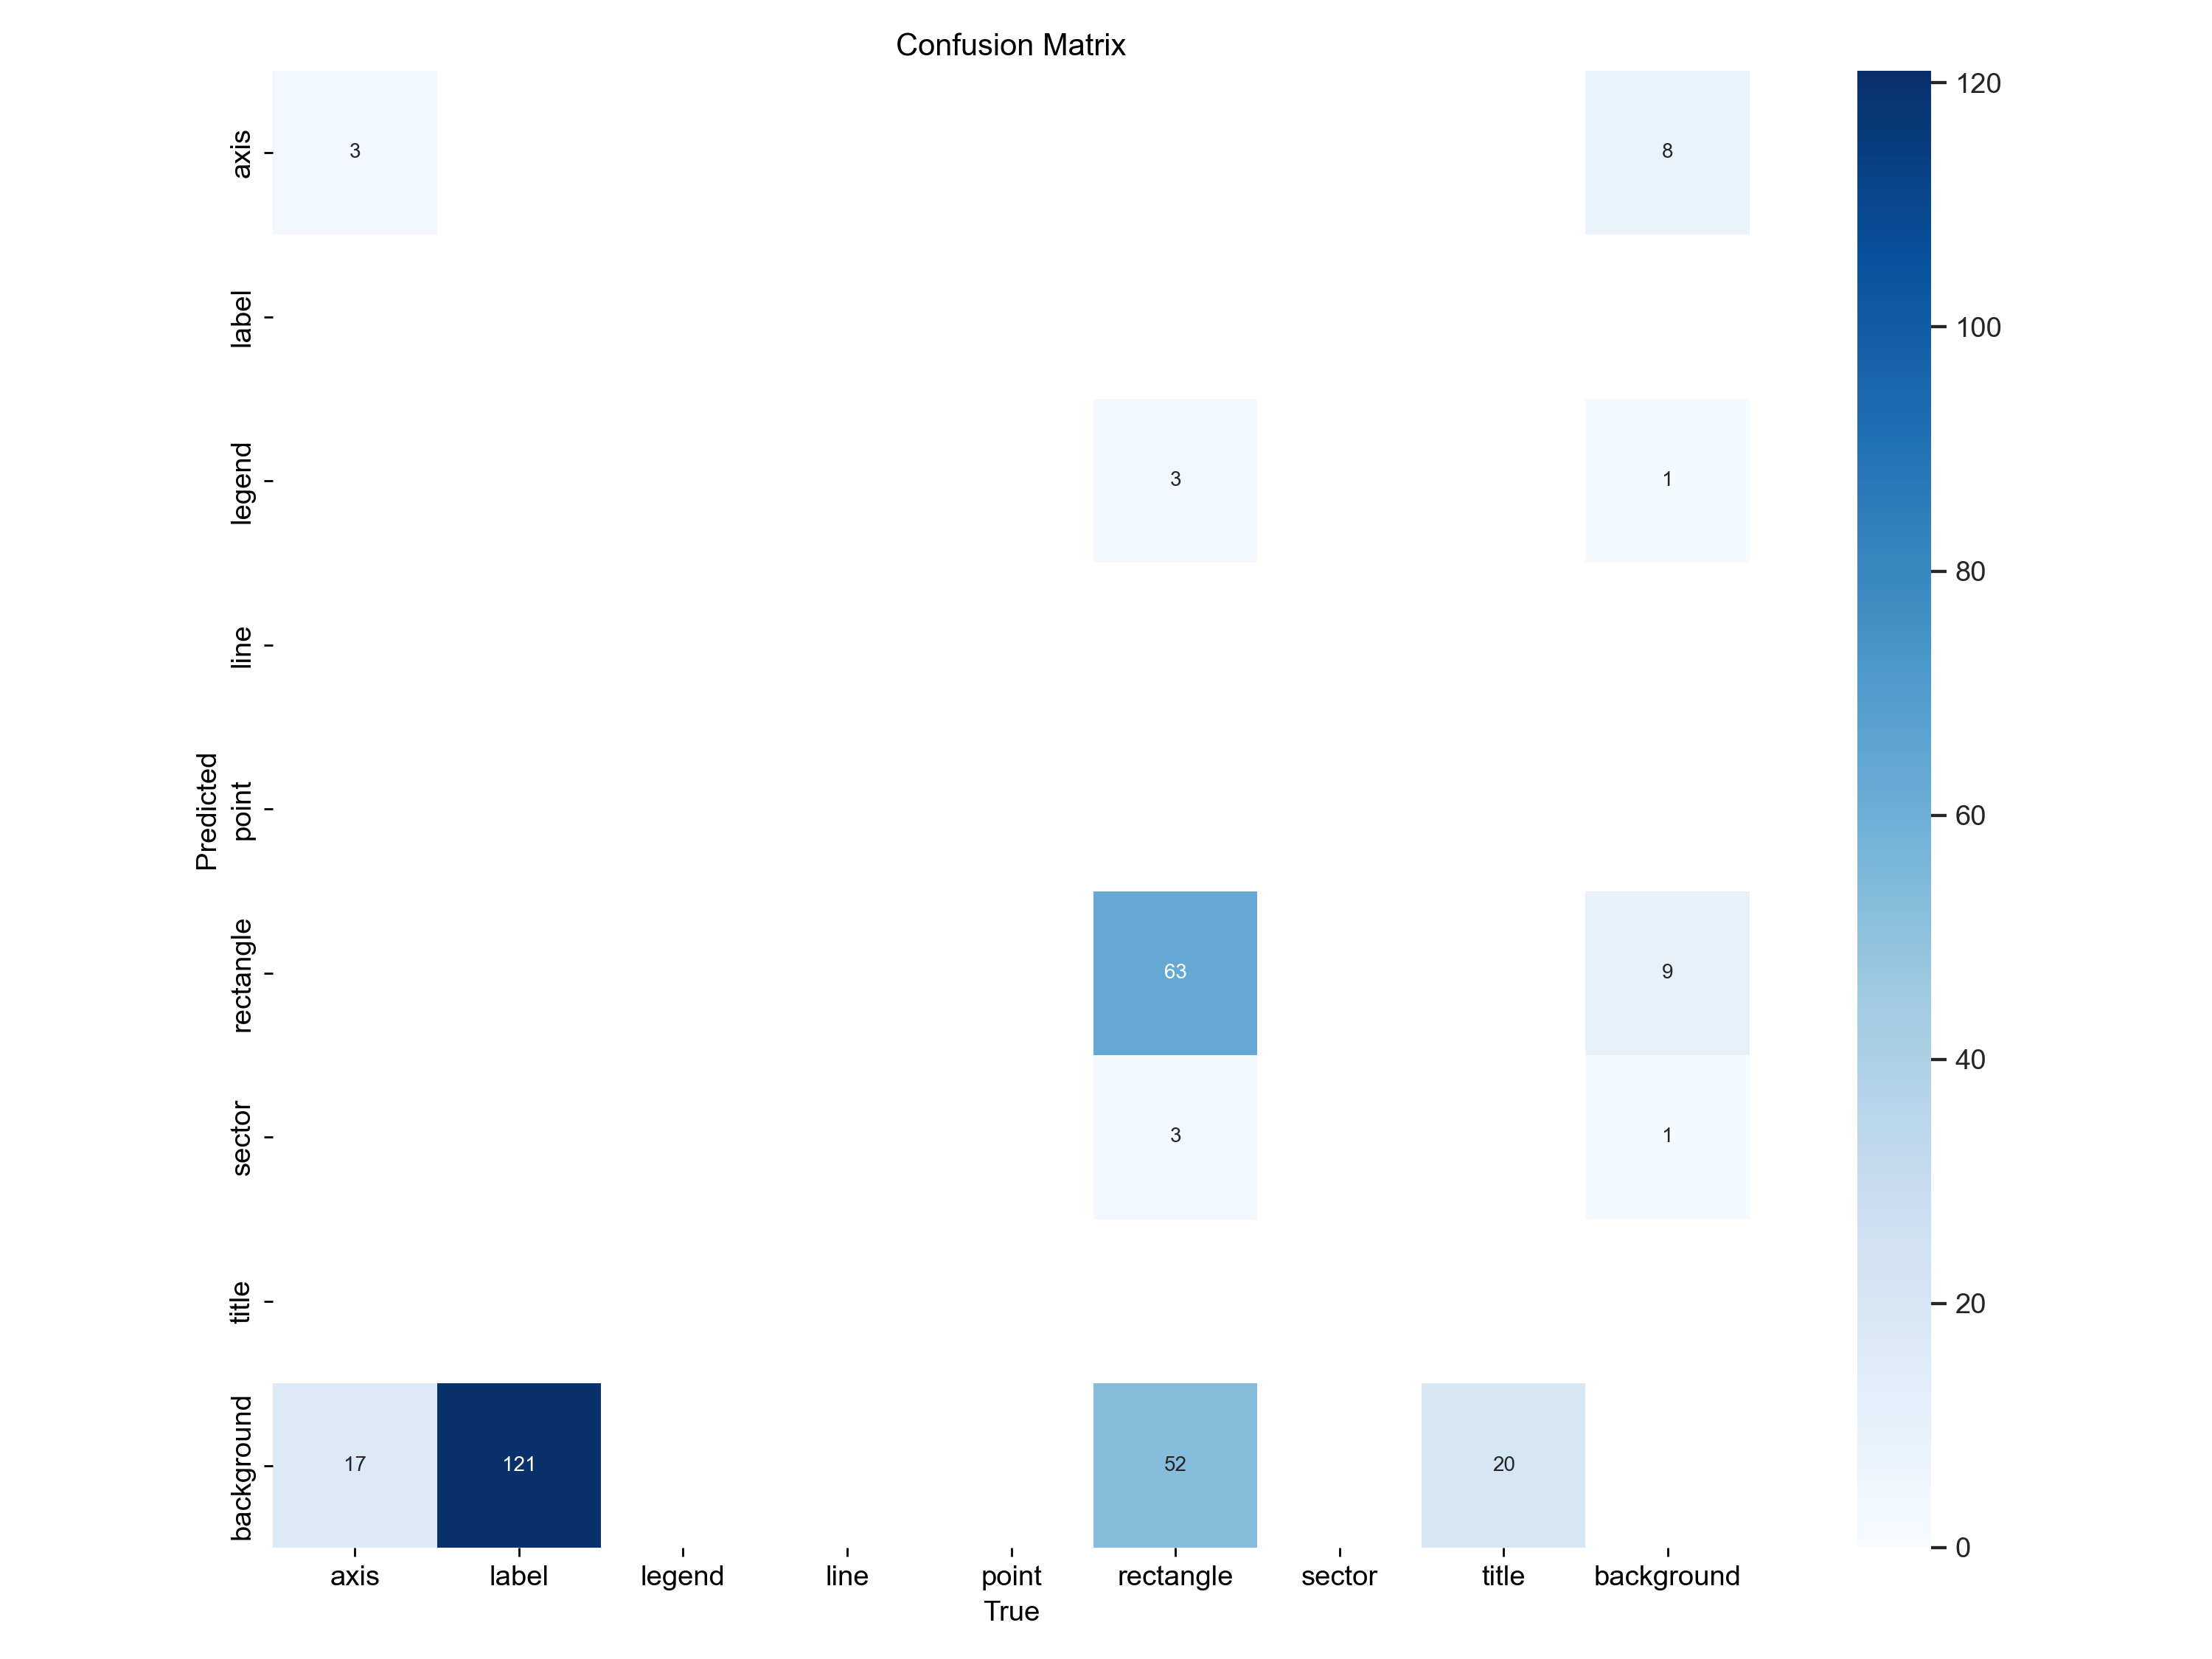 Confusion Matrix
Predicted
axis
label
legend
line
point
rectangle
sector
title
background
3
8
3
1
63
9
3
1
17
121
52
20
axis
label
legend
line
point
rectangle
sector
title
background
True
120
100
80
60
40
20
0